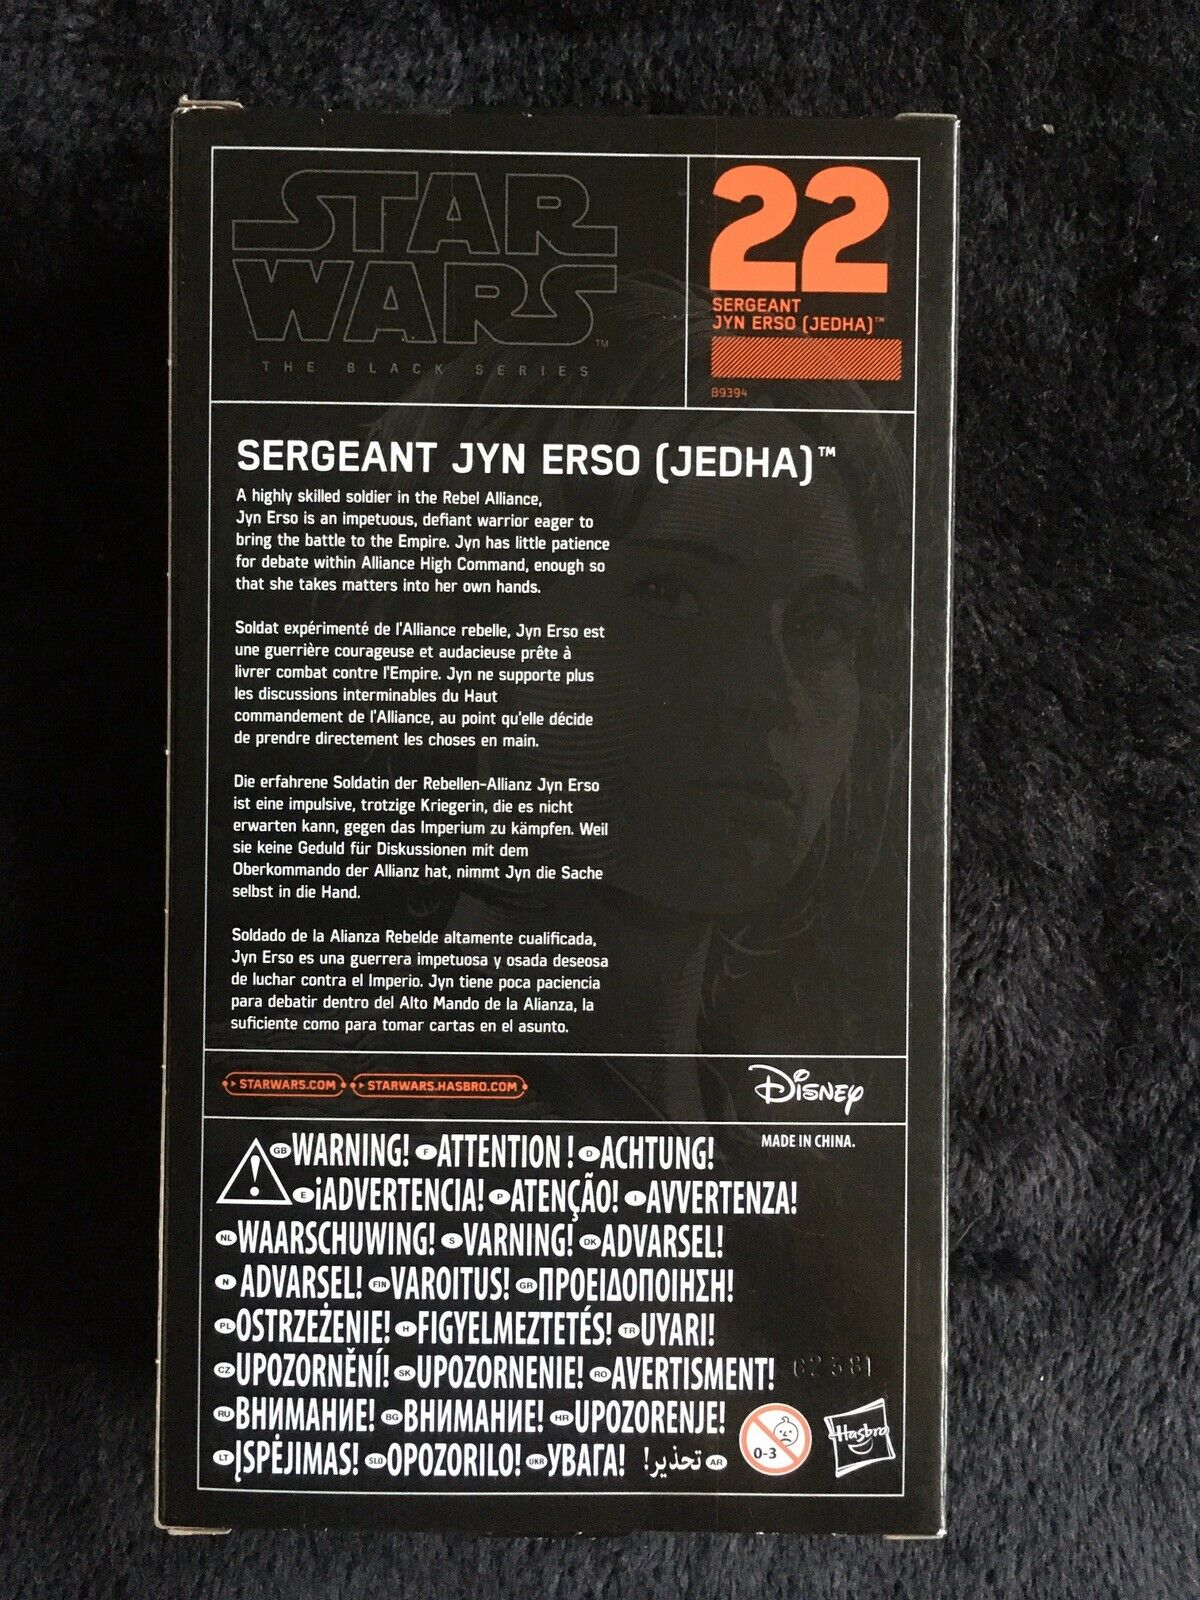 STAR
WARS™
THE BLACK SERIES
22
SERGEANT
JYN ERSO (JEDHA)™
B9394
SERGEANT JYN ERSO (JEDHA)™
A highly skilled soldier in the Rebel Alliance,
Jyn Erso is an impetuous, defiant warrior eager to
bring the battle to the Empire. Jyn has little patience
for debate within Alliance High Command, enough so
that she takes matters into her own hands.
Soldat expérimenté de l'Alliance rebelle, Jyn Erso est
une guerrière courageuse et audacieuse prête à
livrer combat contre l'Empire. Jyn ne supporte plus
les discussions interminables du Haut
commandement de l'Alliance, au point qu'elle décide
de prendre directement les choses en main.
Die erfahrene Soldatin der Rebellen-Allianz Jyn Erso
ist eine impulsive, trotzige Kriegerin, die es nicht
erwarten kann, gegen das Imperium zu kämpfen. Weil
sie keine Geduld für Diskussionen mit dem
Oberkommando der Allianz hat, nimmt Jyn die Sache
selbst in die Hand.
Soldado de la Alianza Rebelde altamente cualificada,
Jyn Erso es una guerrera impetuosa y osada deseosa
de luchar contra el Imperio. Jyn tiene poca paciencia
para debatir dentro del Alto Mando de la Alianza, la
suficiente como para tomar cartas en el asunto.
STARWARS.COM STARWARS.HASBRO.COM
Disney
MADE IN CHINA.
GB WARNING! F ATTENTION ! D ACHTUNG!
E ¡ADVERTENCIA! P ATENÇÃO! I AVVERTENZA!
NL WAARSCHUWING! S VARNING! DK ADVARSEL!
N ADVARSEL! FIN VAROITUS! GR ΠΡΟΕΙΔΟΠΟΙΗΣΗ!
PL OSTRZEŻENIE! H FIGYELMEZTETÉS! TR UYARI!
CZ UPOZORNĚNÍ! SK UPOZORNENIE! RO AVERTISMENT!
62581
RU ВНИМАНИЕ! BG ВНИМАНИЕ! HR UPOZORENJE!
LT ĮSPĖJIMAS! SLO OPOZORILO! UKR УВАГА! تحذير! AR
0-3
Hasbro